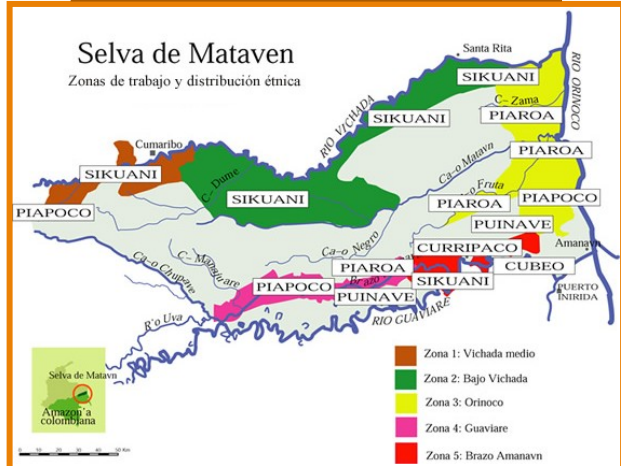 Selva de Mataven
Zonas de trabajo y distribución étnica
Santa Rita
RIO ORINOCO
SIKUANI
C- Zama
PIAROA
RIO VICHADA
SIKUANI
Cumaribo
Ca-o Matavn
PIAROA
SIKUANI
C- Dume
SIKUANI
PIAPOCO
o Fruta
PIAROA
PIAPOCO
PUINAVE
Ca-o Negro
CURRIPACO
Amanavn
Ca-o Chupave
PIAROA
CUBEO
PIAPOCO
Brazo
SIKUANI
PUINAVE
PUERTO
INIRIDA
R'o Uva
RIO GUAVIARE
Selva de Matavn
Amazon'a
colombiana
Zona 1: Vichada medio
Zona 2: Bajo Vichada
Zona 3: Orinoco
Zona 4: Guaviare
Zona 5: Brazo Amanavn